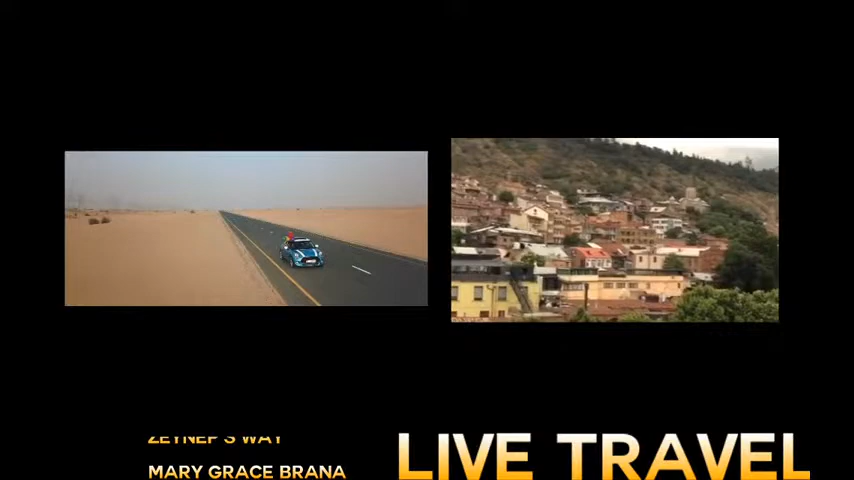 ZEYNEP'S WAY
MARY GRACE BRANA
LIVE TRAVEL